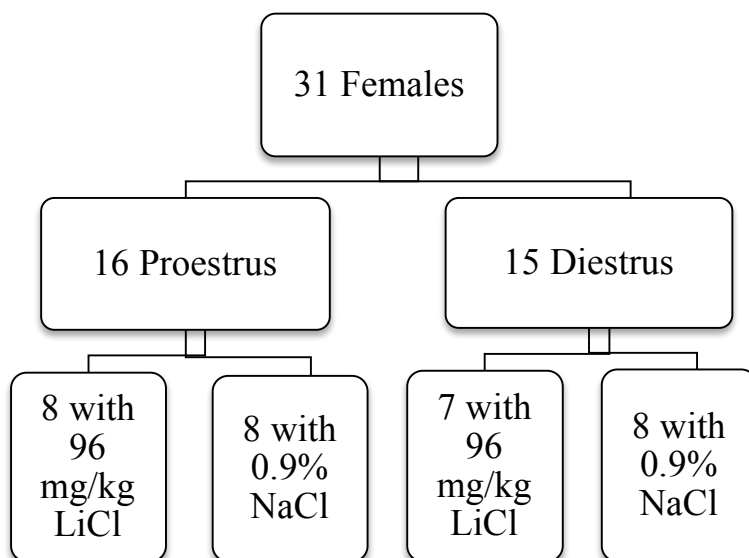 31 Females
16 Proestrus
15 Diestrus
8 with
96
mg/kg
LiCl
8 with
0.9%
NaCl
7 with
96
mg/kg
LiCl
8 with
0.9%
NaCl